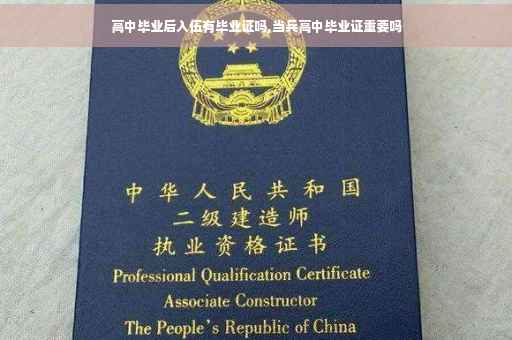 高中毕业后入伍有毕业证吗,当兵高中毕业证重要吗
中华人民共和国
二级建造师
执业资格证书
Professional Qualification Certificate
Associate Constructor
The People's Republic of China